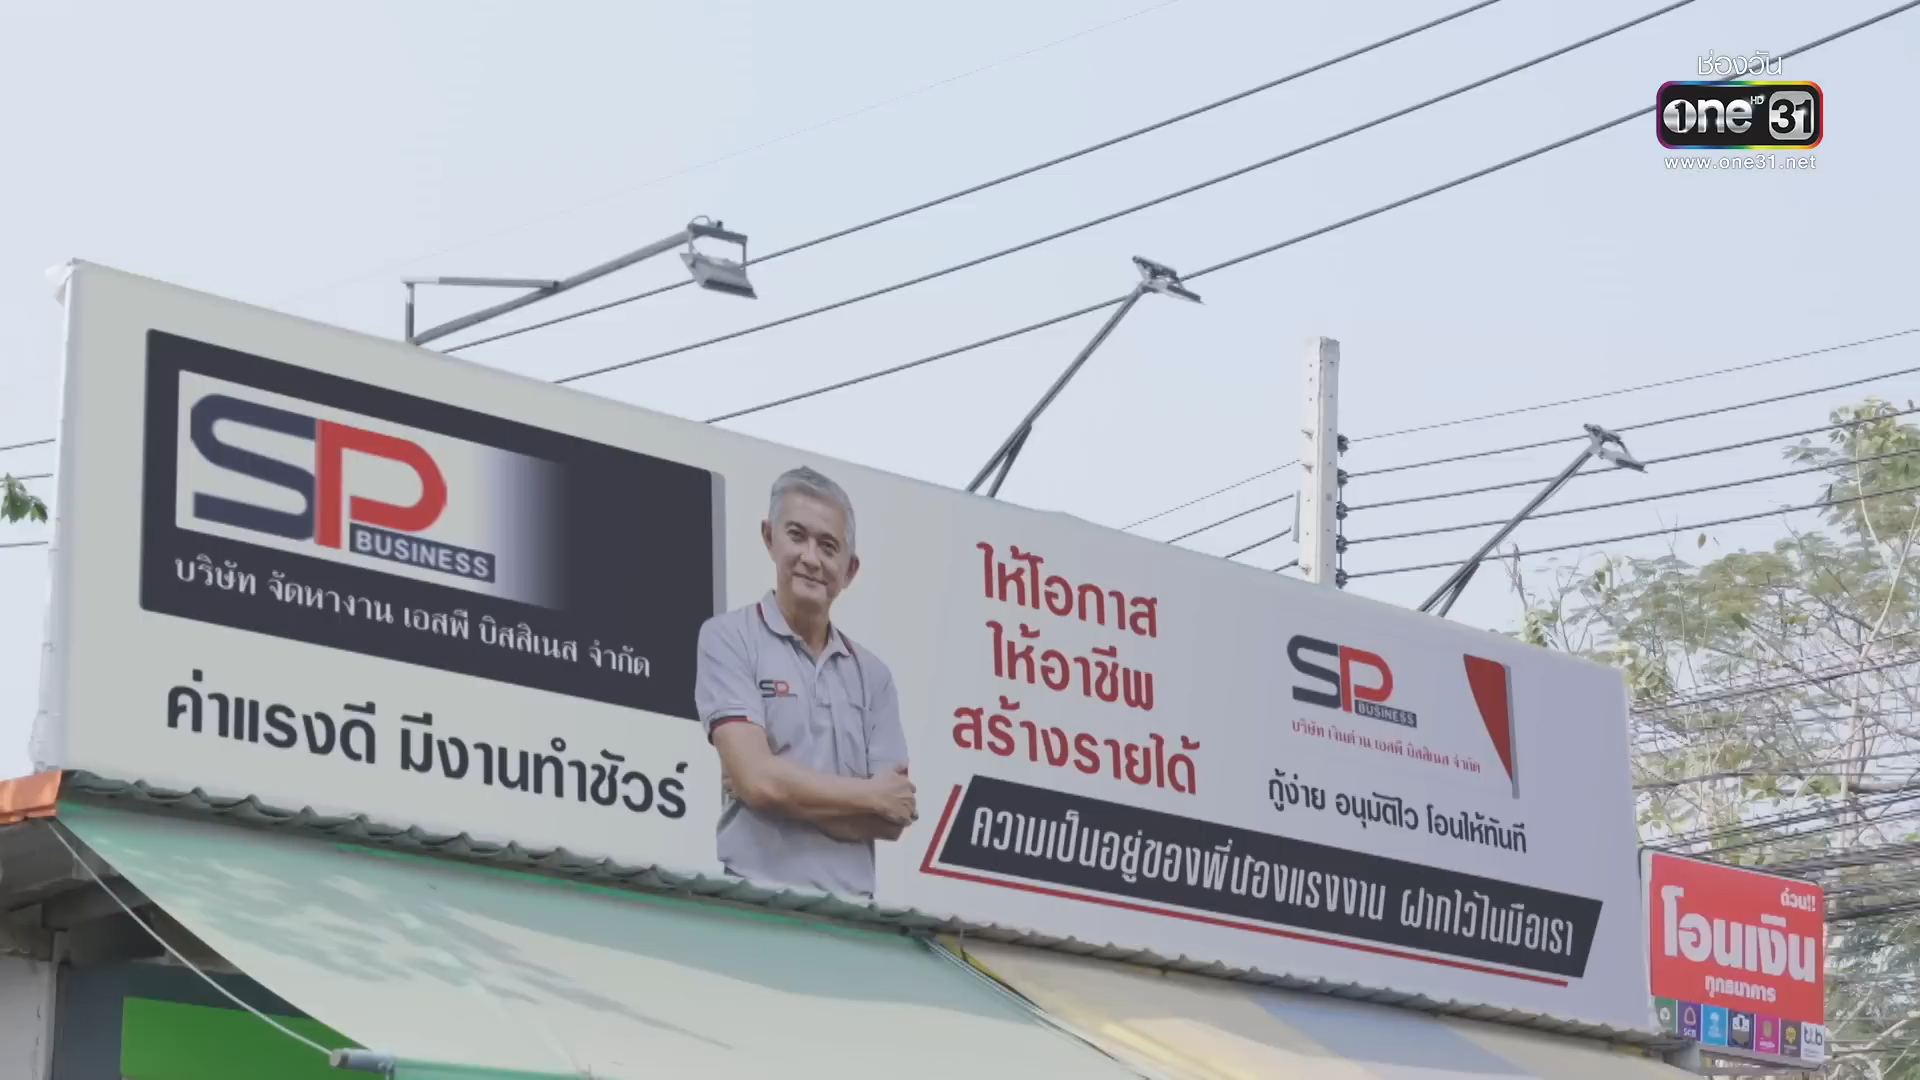 ช่องวัน
one HD 31
www.one31.net
SP
BUSINESS
บริษัท จัดหางาน เอสพี บิสสิเนส จำกัด
ค่าแรงดี มีงานทำชัวร์
SP
ให้โอกาส
ให้อาชีพ
สร้างรายได้
ความเป็นอยู่ของพี่น้องแรงงาน ฝากไว้ในมือเรา
SP
BUSINESS
บริษัท เงินด่วน เอสพี บิสสิเนส จำกัด
กู้ง่าย อนุมัติไว โอนให้ทันที
ด่วน!!
โอนเงิน
ทุกธนาคาร